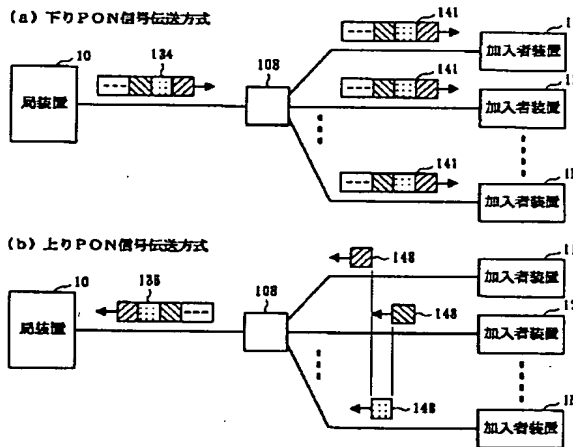 (a) 下りPON信号伝送方式
10
134
局装置
108
141
141
141
加入者装置
加入者装置
加入者装置
(b) 上りPON信号伝送方式
10
135
局装置
108
148
148
148
加入者装置
加入者装置
加入者装置